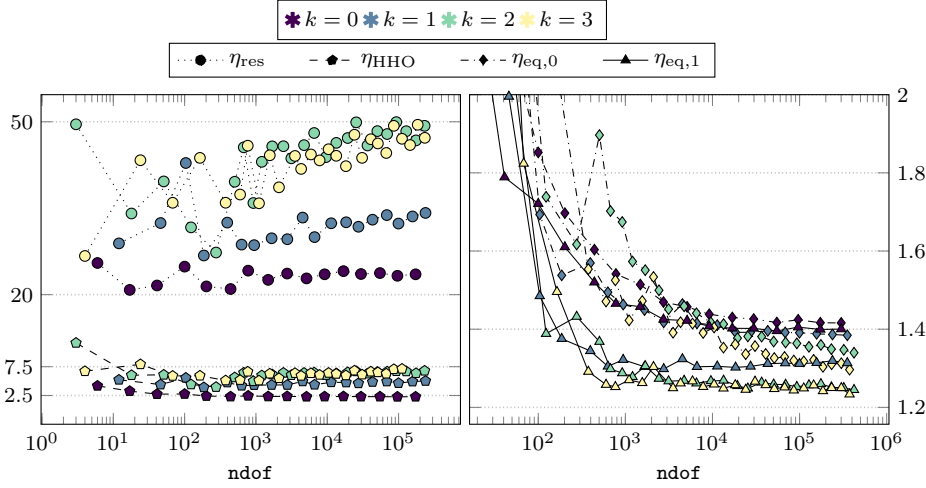 k = 0 k = 1 k = 2 k = 3
η_res η_HHO η_eq,0 η_eq,1
50
20
7.5
2.5
10^0 10^1 10^2 10^3 10^4 10^5
ndof
2
1.8
1.6
1.4
1.2
10^2 10^3 10^4 10^5 10^6
ndof